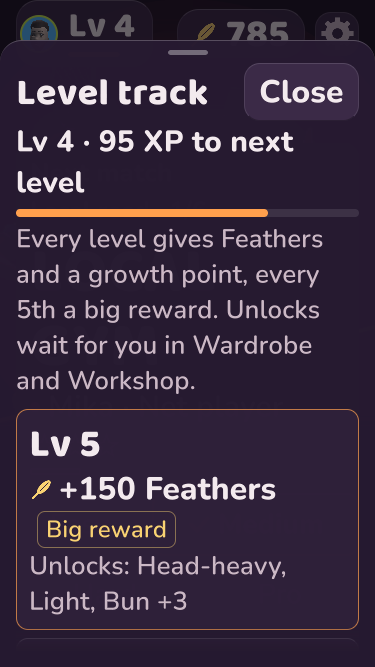 Lv 4
785
Level track
Close
Lv 4 · 95 XP to next
level
Every level gives Feathers
and a growth point, every
5th a big reward. Unlocks
wait for you in Wardrobe
and Workshop.
Lv 5
+150 Feathers
Big reward
Unlocks: Head-heavy,
Light, Bun +3